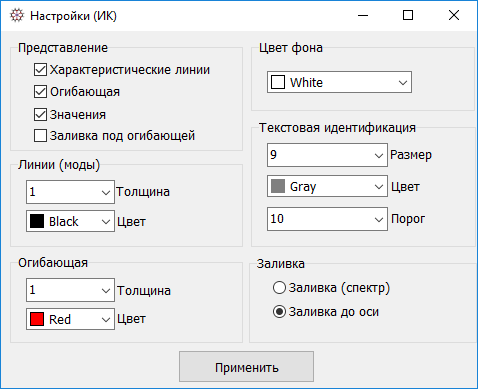 Настройки (ИК)
Представление
Характеристические линии
Огибающая
Значения
Заливка под огибающей
Линии (моды)
1 Толщина
Black Цвет
Огибающая
1 Толщина
Red Цвет
Цвет фона
White
Текстовая идентификация
9 Размер
Gray Цвет
10 Порог
Заливка
Заливка (спектр)
Заливка до оси
Применить